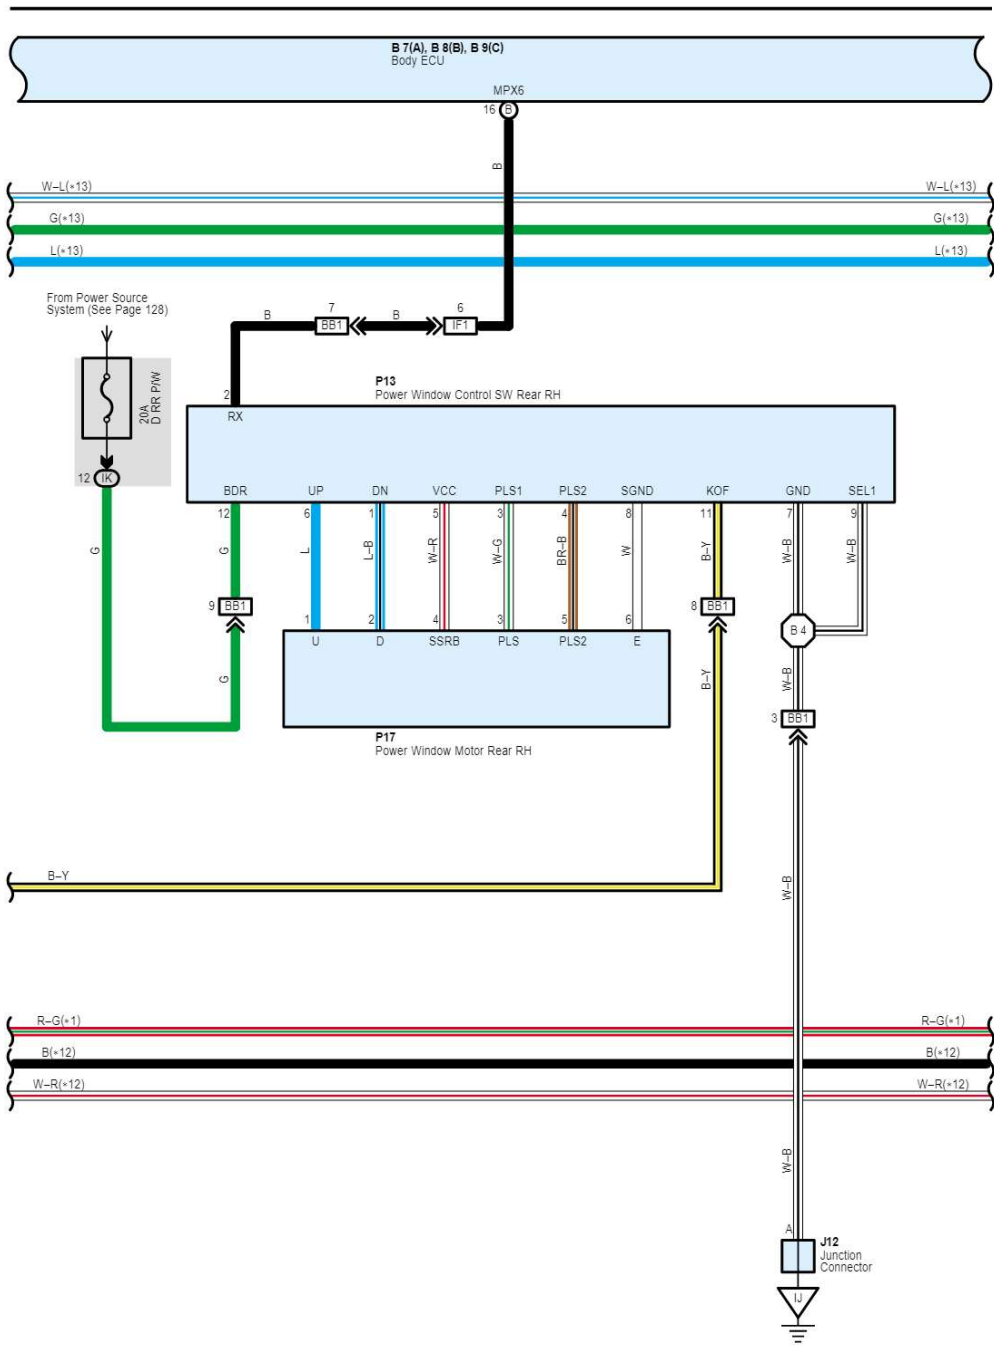 B 7(A), B 8(B), B 9(C)
Body ECU
MPX6
16 B
B
W–L(*13) W–L(*13)
G(*13) G(*13)
L(*13) L(*13)
From Power Source
System (See Page 128)
20A
D RR P/W
12 IK
B 7 BB1 B 6 IF1
P13
Power Window Control SW Rear RH
2
RX
BDR UP DN VCC PLS1 PLS2 SGND KOF GND SEL1
12 6 1 5 3 4 8 11 7 9
G G L L–B W–R W–G BR–B W B–Y W–B W–B
9 BB1 8 BB1
1 2 4 3 5 6
U D SSRB PLS PLS2 E
B 4
G B–Y W–B
3 BB1
P17
Power Window Motor Rear RH
B–Y
W–B
R–G(*1) R–G(*1)
B(*12) B(*12)
W–R(*12) W–R(*12)
W–B
A
J12
Junction
Connector
IJ